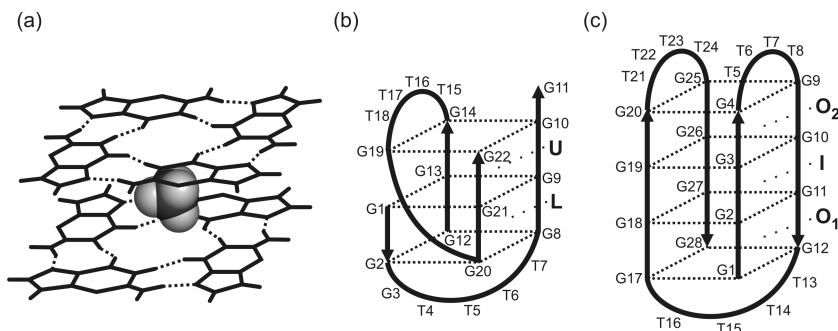 (a)
(b)
(c)
T16
T17
T15
T18
G14
G11
G10
G19
G22
U
G13
G9
G1
G21
L
G12
G8
G2
G20
T7
G3
T6
T4
T5
T23
T22
T24
T21
T7
T6
T8
T5
G25
G9
G20
G4
O2
G26
G10
G19
G3
I
G27
G11
G18
G2
O1
G28
G12
G17
G1
T13
T16
T14
T15